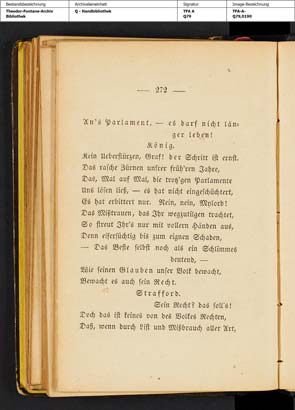 Bestandsbezeichnung
Theodor-Fontane-Archiv
Bibliothek
Archivalieneinheit
Q - Handbibliothek
Signatur
TFA A
Q79
Image-Bezeichnung
TFA-A-
Q79,0190
— 272 —
An's Parlament, — es darf nicht län-
ger leben!
König.
Kein Ueberstürzen, Graf! der Schritt ist ernst.
Das rasche Zürnen unsrer früh'ren Jahre,
Das, Mal auf Mal, die trotz'gen Parlamente
Uns lösen ließ, — es hat nicht eingeschüchtert,
Es hat erbittert nur. Nein, nein, Mylord!
Das Mißtrauen, das Ihr wegzutilgen trachtet,
So streut Ihr's nur mit vollern Händen aus,
Denn eifersüchtig bis zum eignen Schaden,
— Das Beste selbst noch als ein Schlimmes
deutend, —
Wie seinen Glauben unser Volk bewacht,
Bewacht es auch sein Recht.
Strafford.
Sein Recht? das soll's!
Doch das ist keines von des Volkes Rechten,
Daß, wenn durch List und Mißbrauch aller Art,